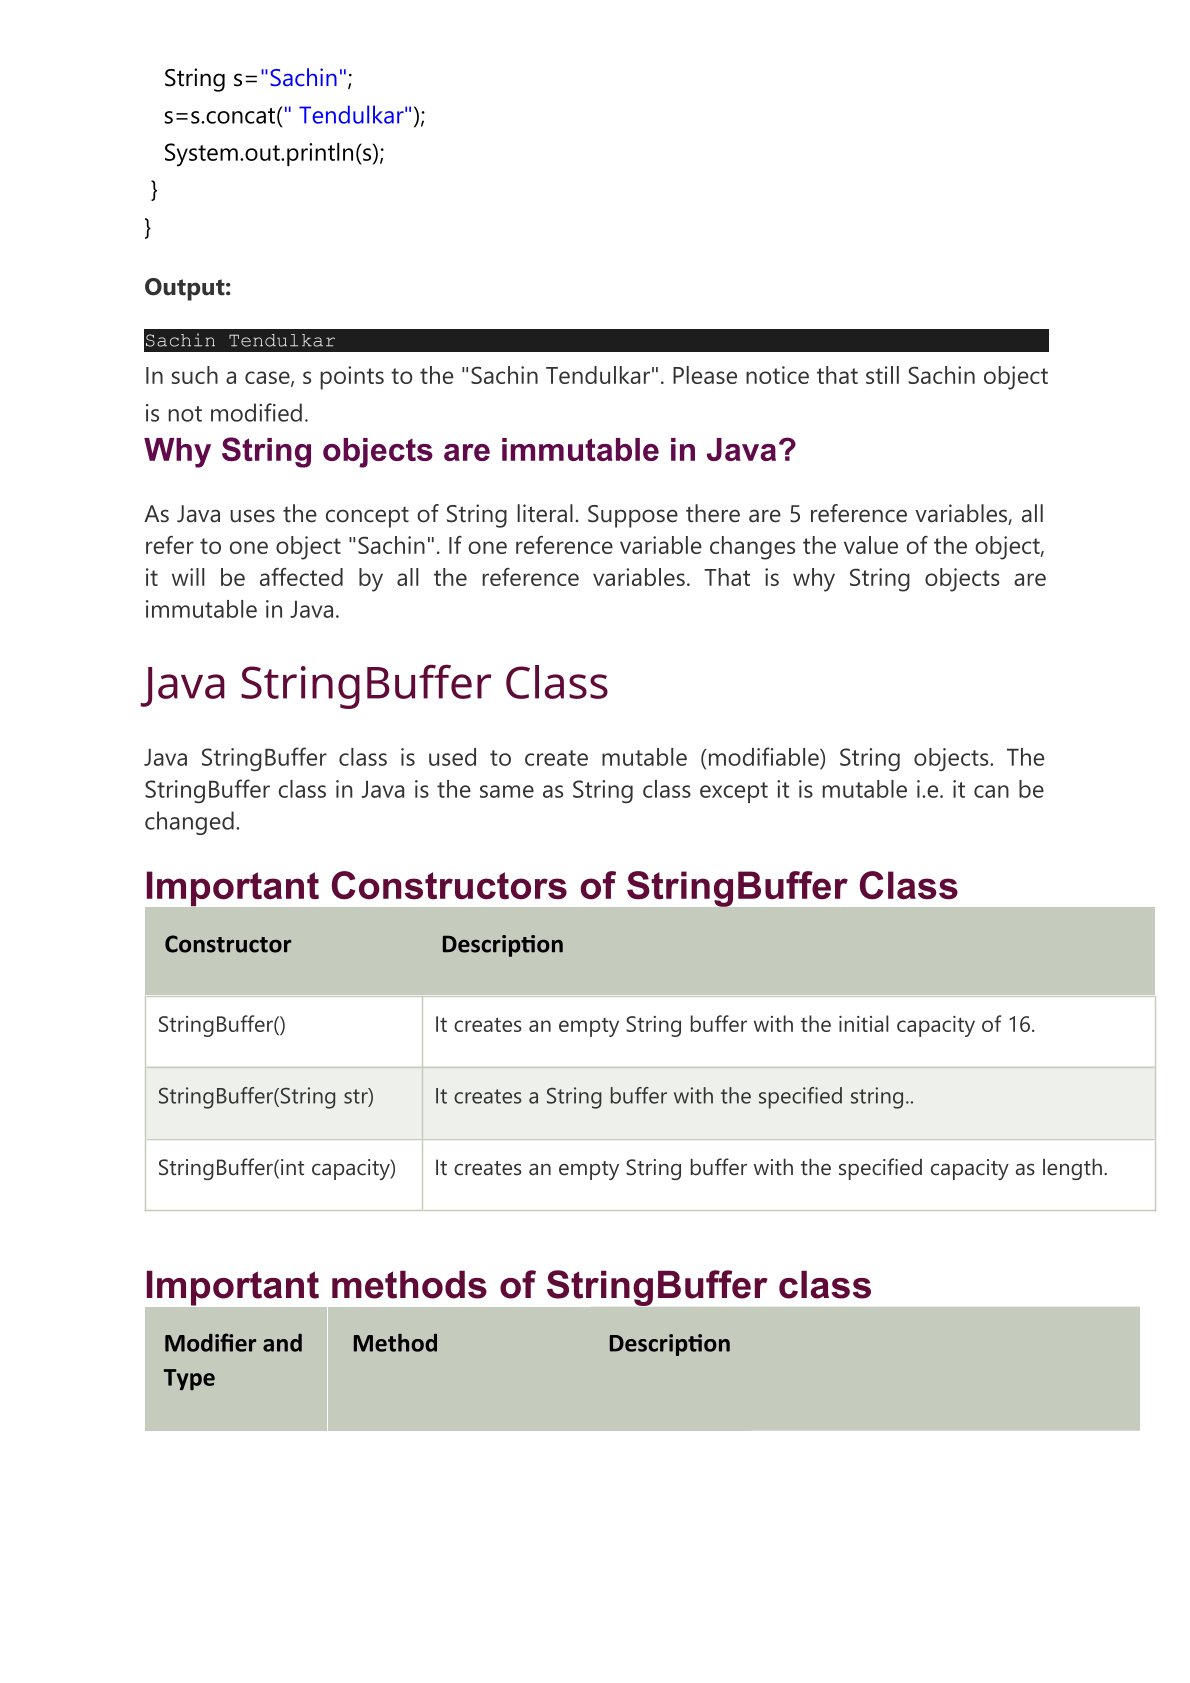 String s="Sachin";
s=s.concat(" Tendulkar");
System.out.println(s);
}
}
Output:
Sachin Tendulkar
In such a case, s points to the "Sachin Tendulkar". Please notice that still Sachin object
is not modified.
Why String objects are immutable in Java?
As Java uses the concept of String literal. Suppose there are 5 reference variables, all
refer to one object "Sachin". If one reference variable changes the value of the object,
it will be affected by all the reference variables. That is why String objects are
immutable in Java.
Java StringBuffer Class
Java StringBuffer class is used to create mutable (modifiable) String objects. The
StringBuffer class in Java is the same as String class except it is mutable i.e. it can be
changed.
Important Constructors of StringBuffer Class
Constructor Description
StringBuffer() It creates an empty String buffer with the initial capacity of 16.
StringBuffer(String str) It creates a String buffer with the specified string..
StringBuffer(int capacity) It creates an empty String buffer with the specified capacity as length.
Important methods of StringBuffer class
Modifier and Method Description
Type